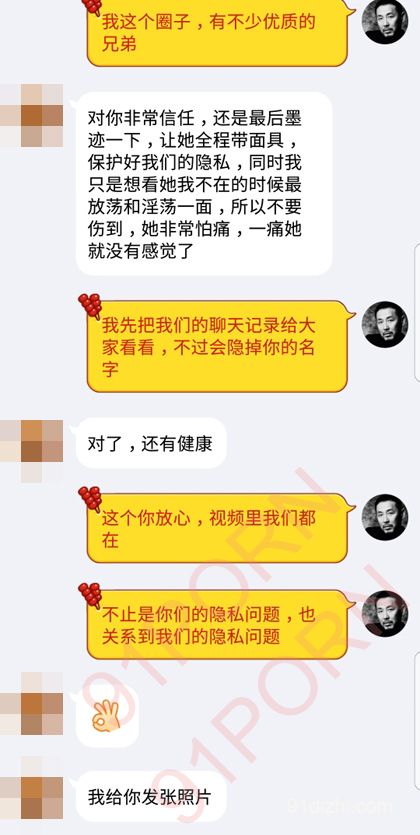 我这个圈子，有不少优质的
兄弟
对你非常信任，还是最后墨
迹一下，让她全程带面具，
保护好我们的隐私，同时我
只是想看她我不在的时候最
放荡和淫荡一面，所以不要
伤到，她非常怕痛，一痛她
就没有感觉了
我先把我们的聊天记录给大
家看看，不过会隐掉你的名
字
对了，还有健康
这个你放心，视频里我们都
在
不止是你们的隐私问题，也
关系到我们的隐私问题
我给你发张照片
91PORN
91PORN
91rizhi.com